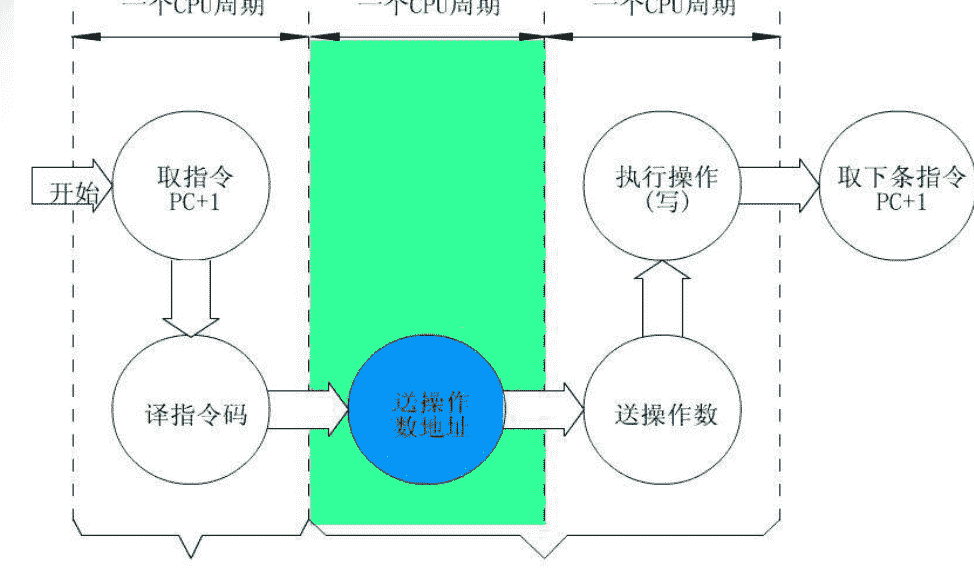 一个CPU周期
一个CPU周期
一个CPU周期
开始
取指令
PC+1
执行操作
(写)
取下条指令
PC+1
译指令码
送操作
数地址
送操作数